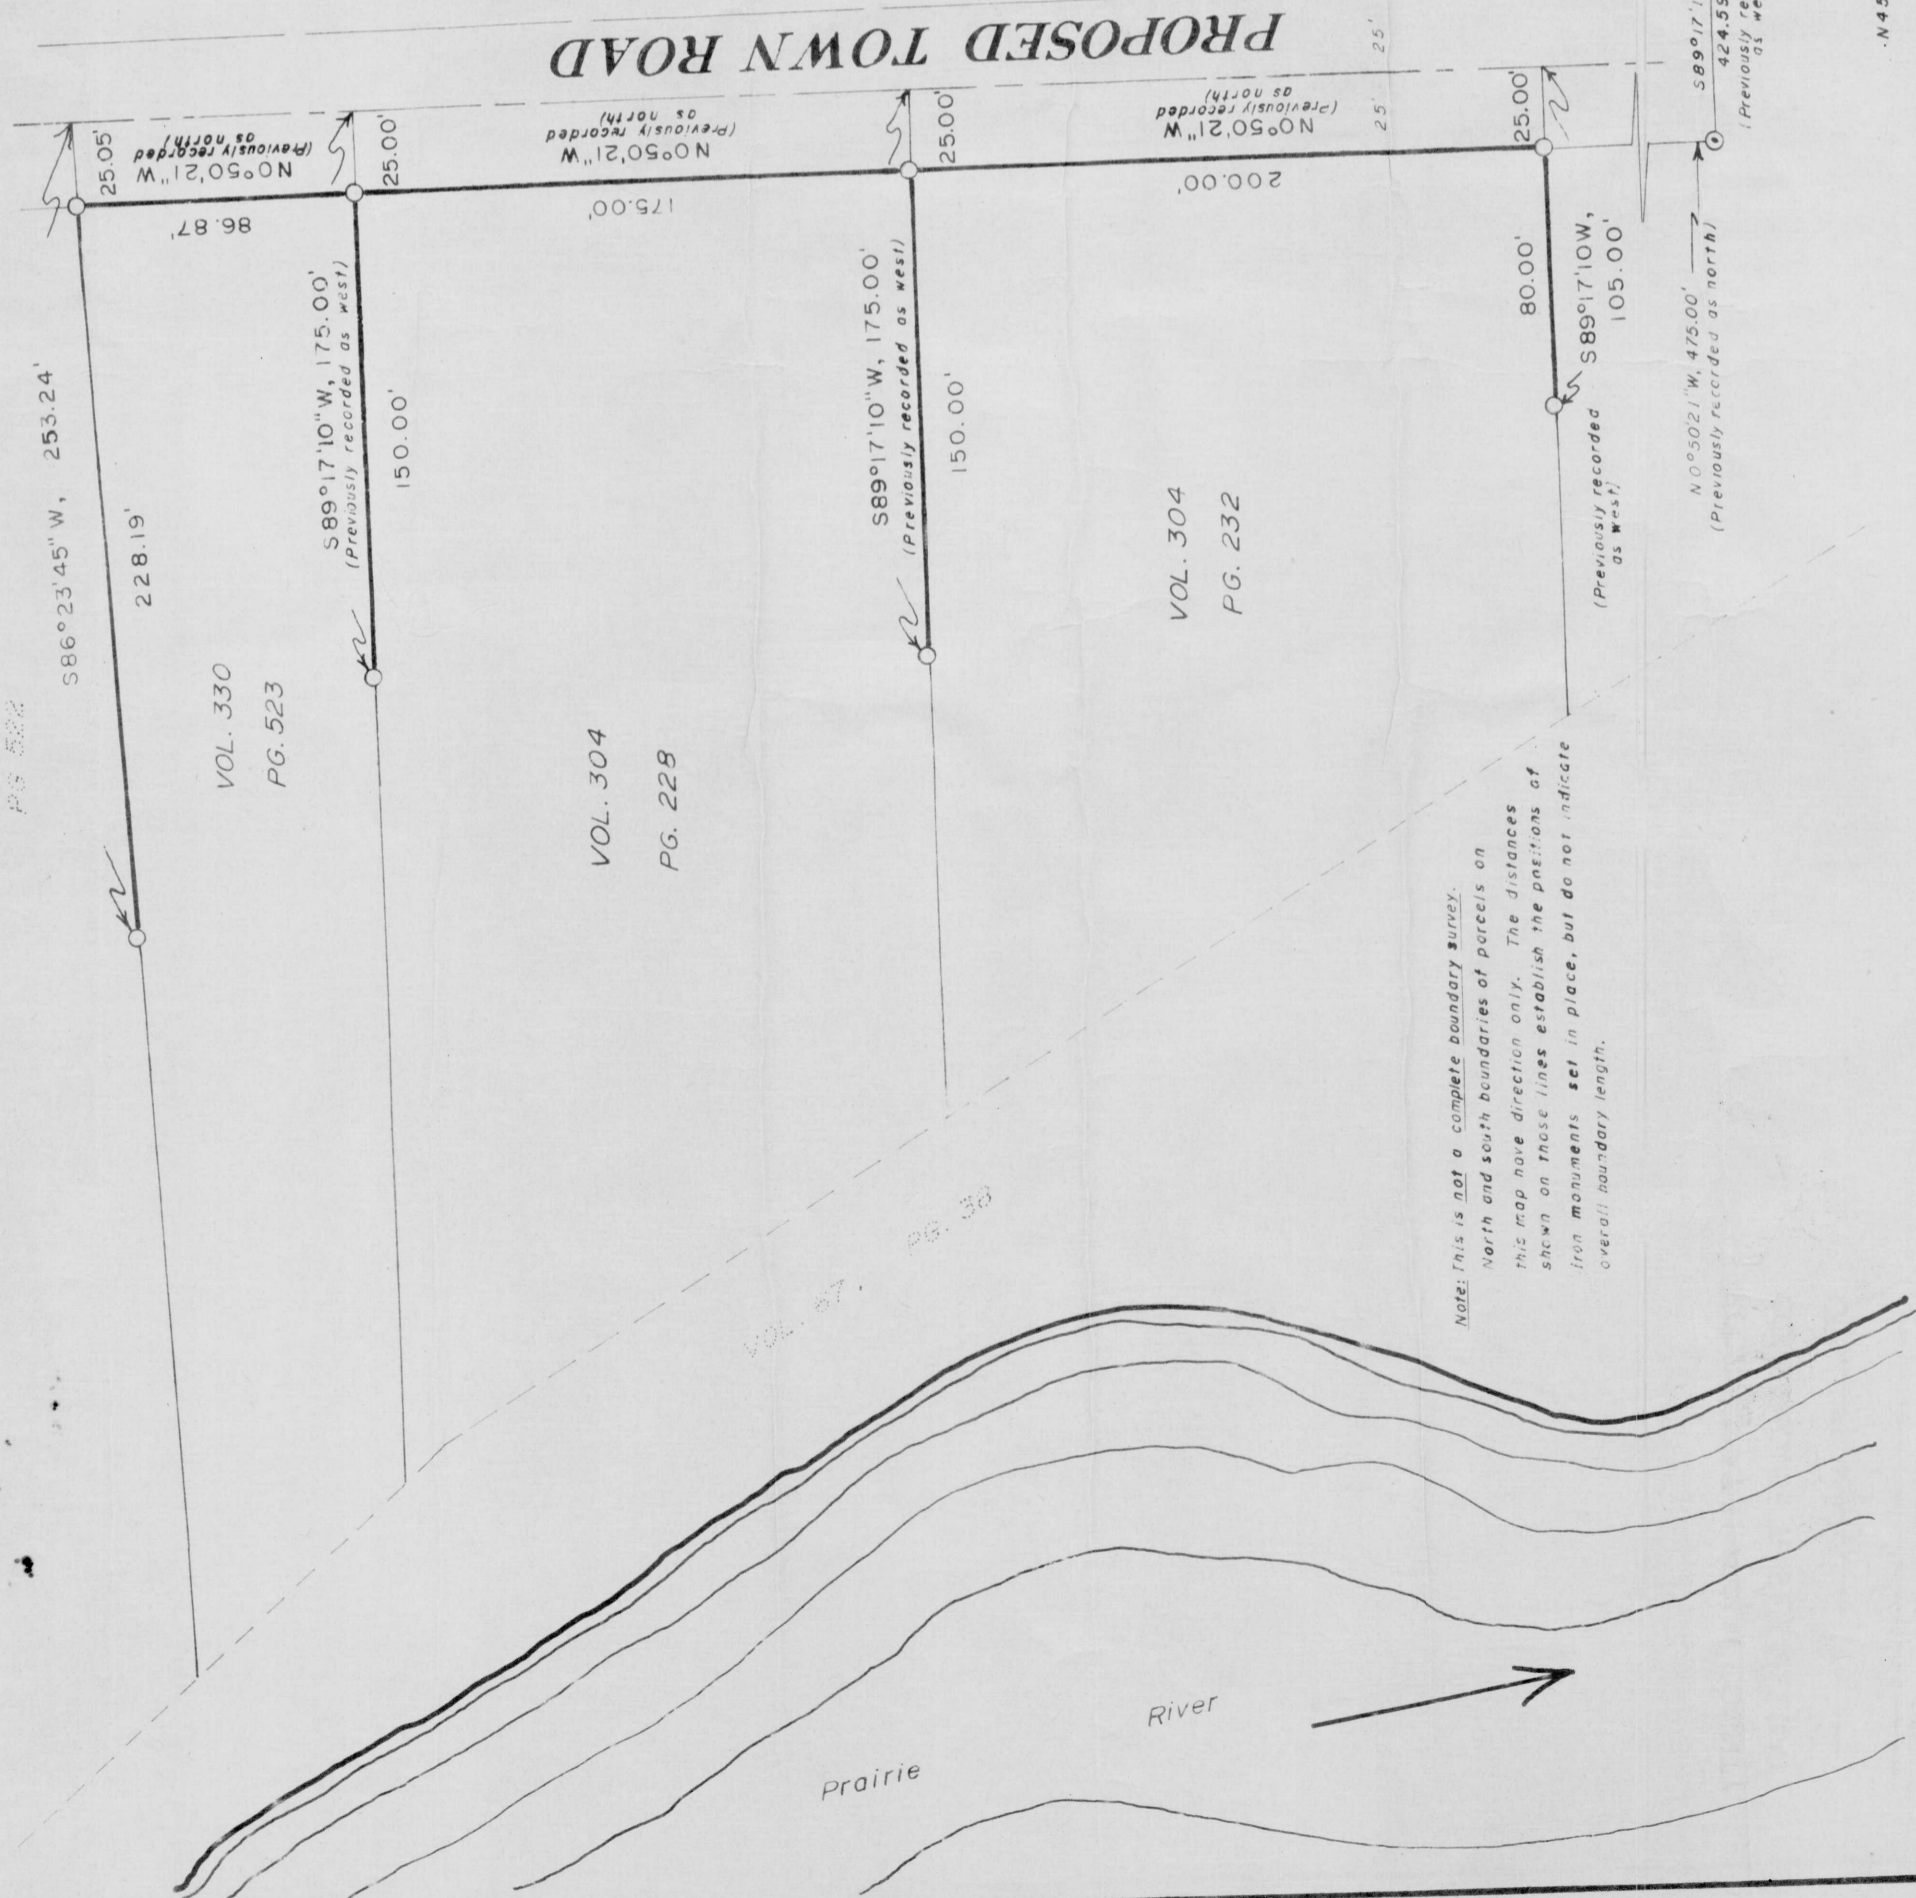 PROPOSED TOWN ROAD
25'
25'
25.05'
N0°50'21"W
(Previously recorded
as north)
86.87'
25.00'
N0°50'21"W
(Previously recorded
as north)
175.00'
25.00'
N0°50'21"W
(Previously recorded
as north)
200.00'
25.00'
S86°23'45"W, 253.24'
228.19'
S89°17'10"W, 175.00'
(Previously recorded as west)
150.00'
S89°17'10"W, 175.00'
(Previously recorded as west)
150.00'
80.00'
S89°17'10W,
105.00'
(Previously recorded
as west)
N0°50'21"W, 475.00'
(Previously recorded as north)
S89°17'1
424.59
(Previously re
as we
N45
PG 522
VOL. 330
PG. 523
VOL. 304
PG. 228
VOL. 304
PG. 232
VOL. 67, PG. 38
Note: This is not a complete boundary survey.
North and south boundaries of parcels on
this map have direction only. The distances
shown on those lines establish the positions of
iron monuments set in place, but do not indicate
overall boundary length.
Prairie River